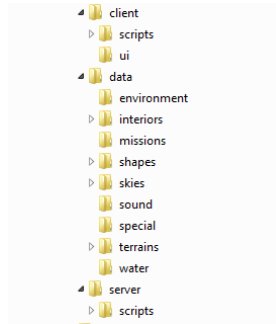 client
scripts
ui
data
environment
interiors
missions
shapes
skies
sound
special
terrains
water
server
scripts